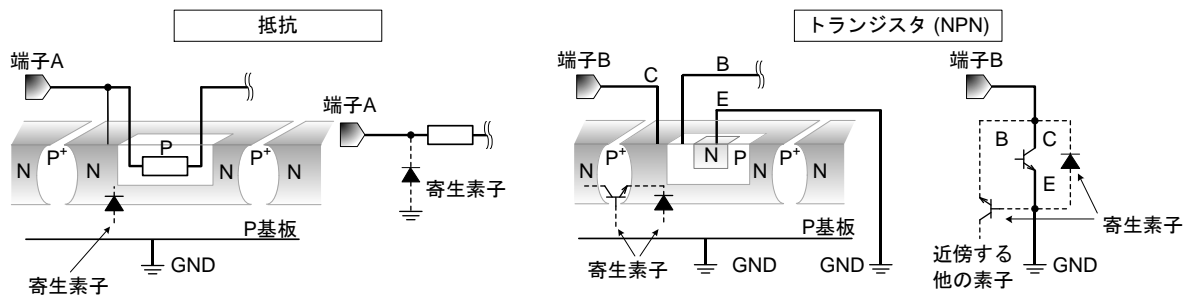 抵抗
トランジスタ (NPN)
端子A
端子A
N
P⁺
N
P
N
P⁺
N
寄生素子
P基板
GND
寄生素子
端子B
C
B
E
N
P⁺
N
N
P
N
P⁺
N
P基板
寄生素子
GND
GND
端子B
B
C
E
寄生素子
近傍する
他の素子
GND